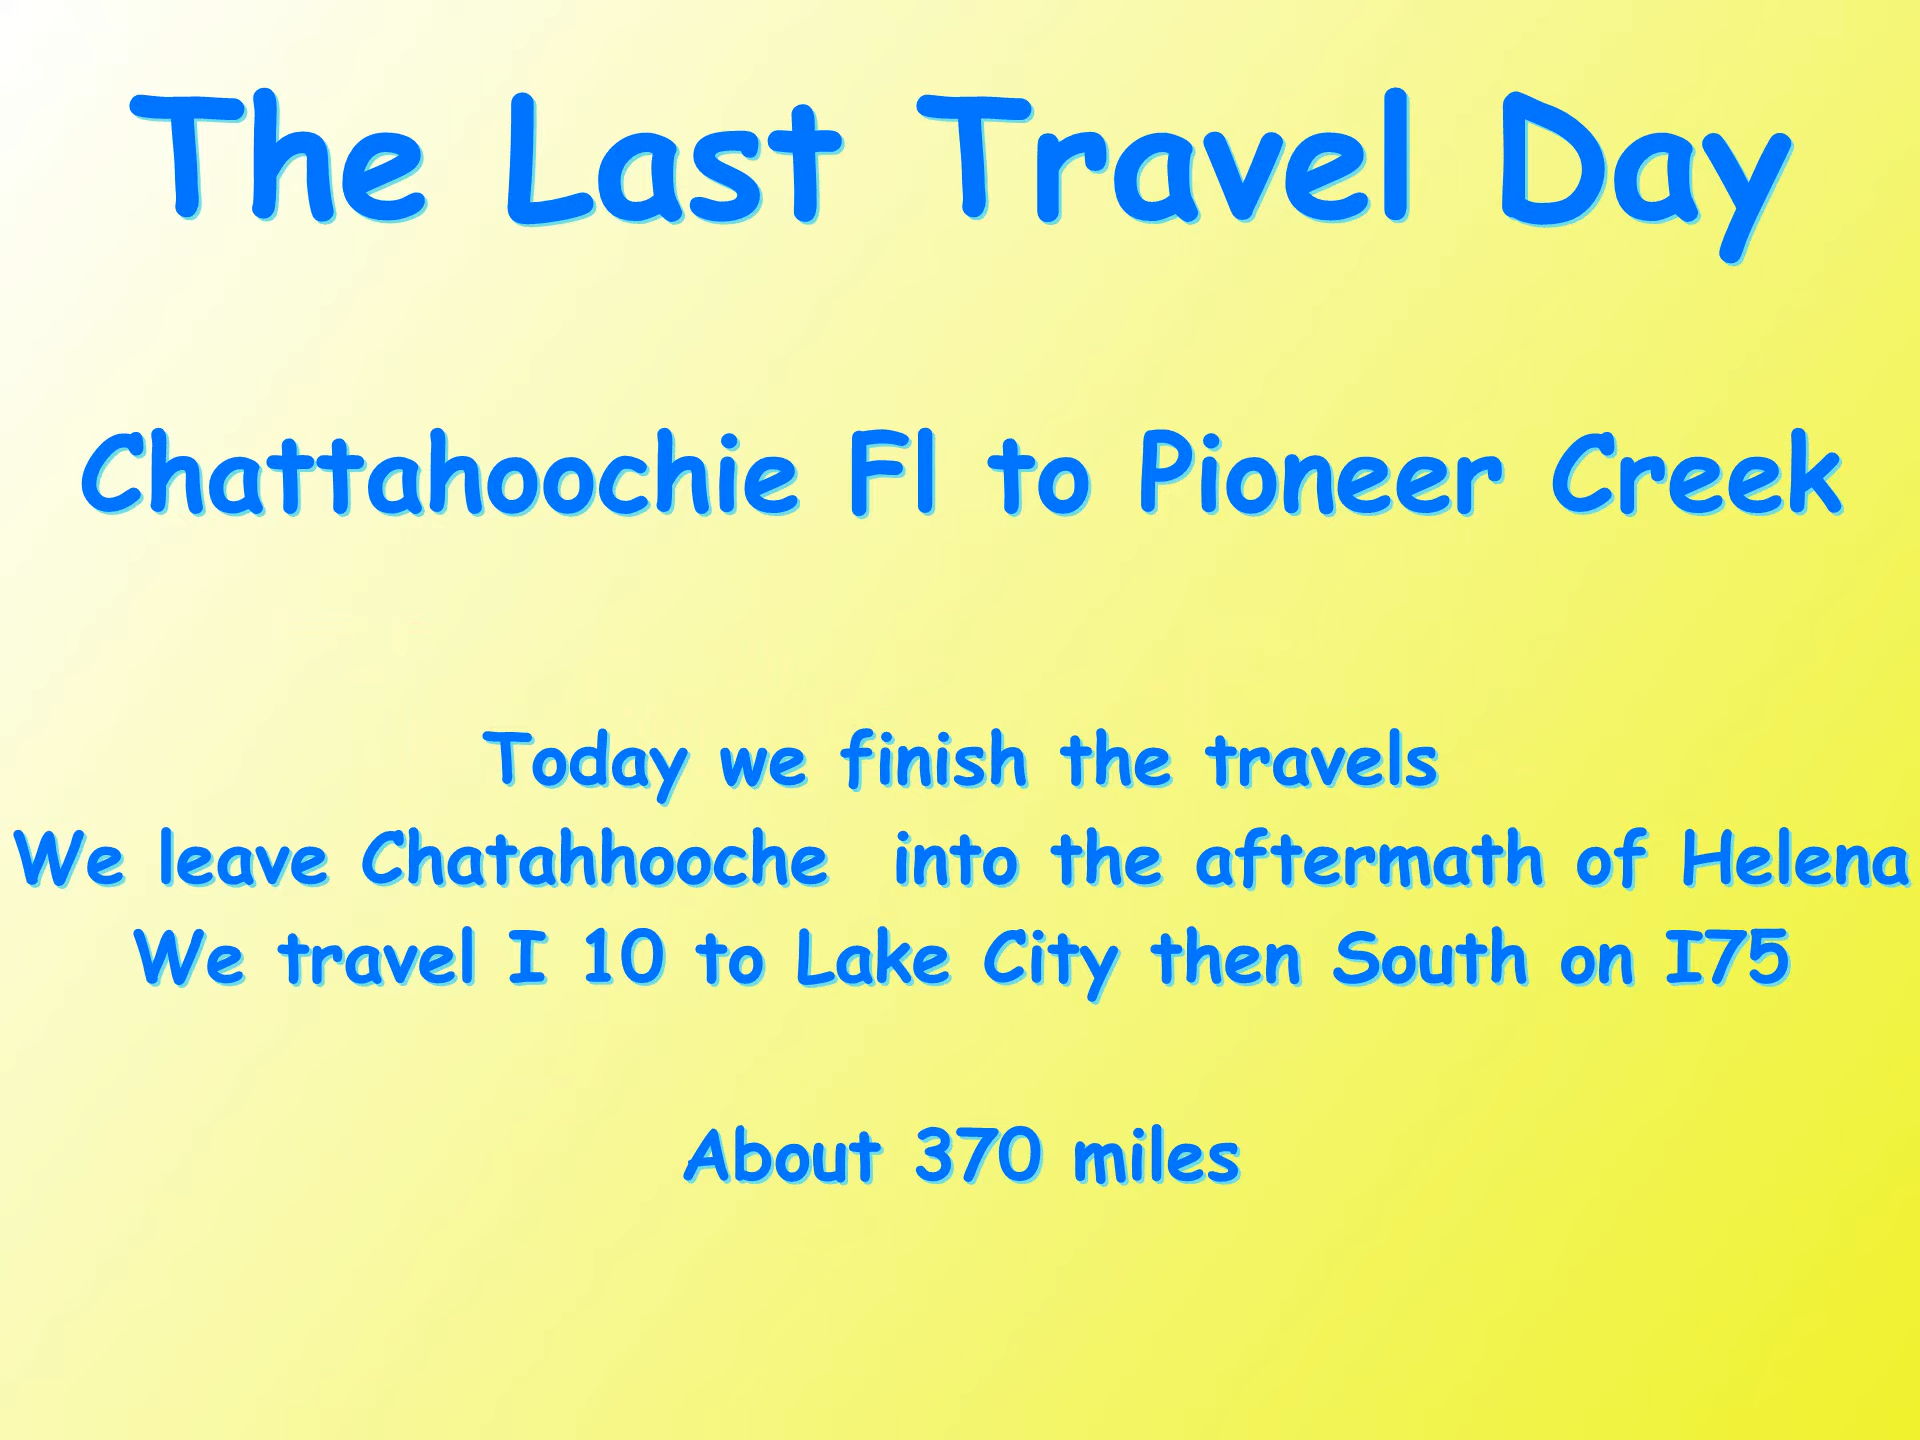 The Last Travel Day
Chattahoochie Fl to Pioneer Creek
Today we finish the travels
We leave Chatahhooche  into the aftermath of Helena
We travel I 10 to Lake City then South on I75
About 370 miles